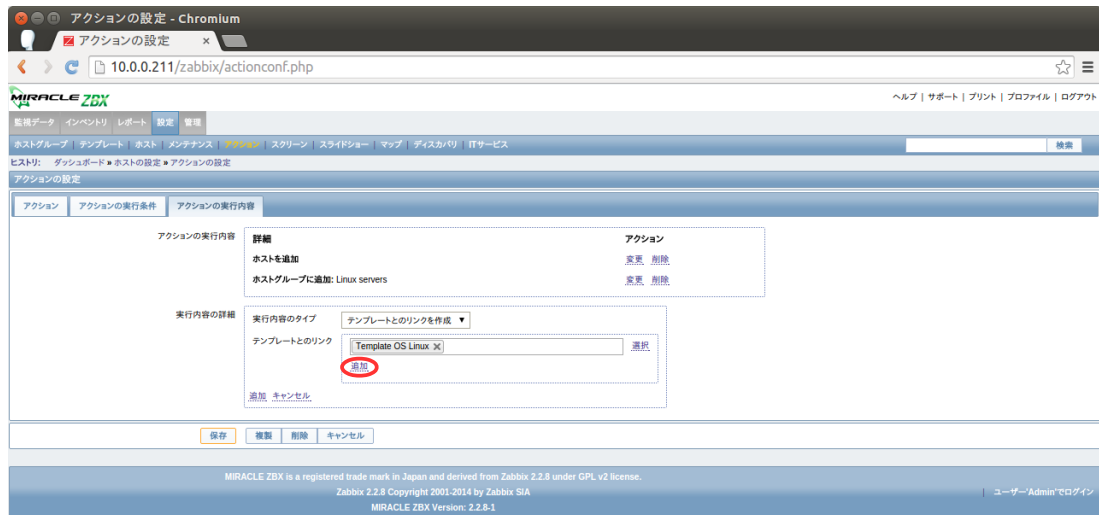 アクションの設定 - Chromium
アクションの設定 ×
10.0.0.211/zabbix/actionconf.php
MIRACLE ZBX
ヘルプ | サポート | プリント | プロファイル | ログアウト
監視データ インベントリ レポート 設定 管理
ホストグループ | テンプレート | ホスト | メンテナンス | アクション | スクリーン | スライドショー | マップ | ディスカバリ | ITサービス 検索
ヒストリ: ダッシュボード » ホストの設定 » アクションの設定
アクションの設定
アクション アクションの実行条件 アクションの実行内容
アクションの実行内容 詳細 アクション
ホストを追加 変更 削除
ホストグループに追加: Linux servers 変更 削除
実行内容の詳細 実行内容のタイプ テンプレートとのリンクを作成 ▼
テンプレートとのリンク Template OS Linux 選択
追加
追加 キャンセル
保存 複製 削除 キャンセル
MIRACLE ZBX is a registered trade mark in Japan and derived from Zabbix 2.2.8 under GPL v2 license.
Zabbix 2.2.8 Copyright 2001-2014 by Zabbix SIA | ユーザー'Admin'でログイン
MIRACLE ZBX Version: 2.2.8-1